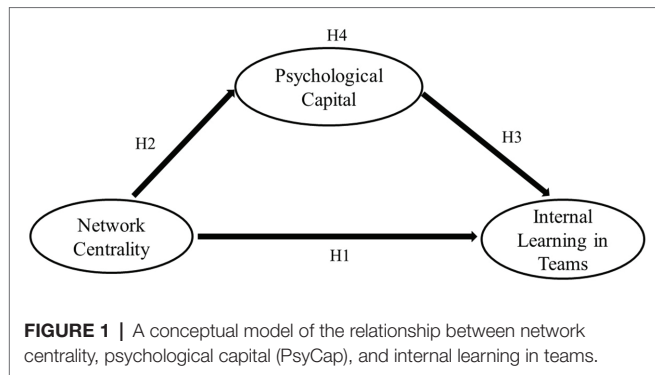 H4
Psychological
Capital
H2
H3
Network
Centrality
Internal
Learning in
Teams
H1
FIGURE 1 | A conceptual model of the relationship between network
centrality, psychological capital (PsyCap), and internal learning in teams.